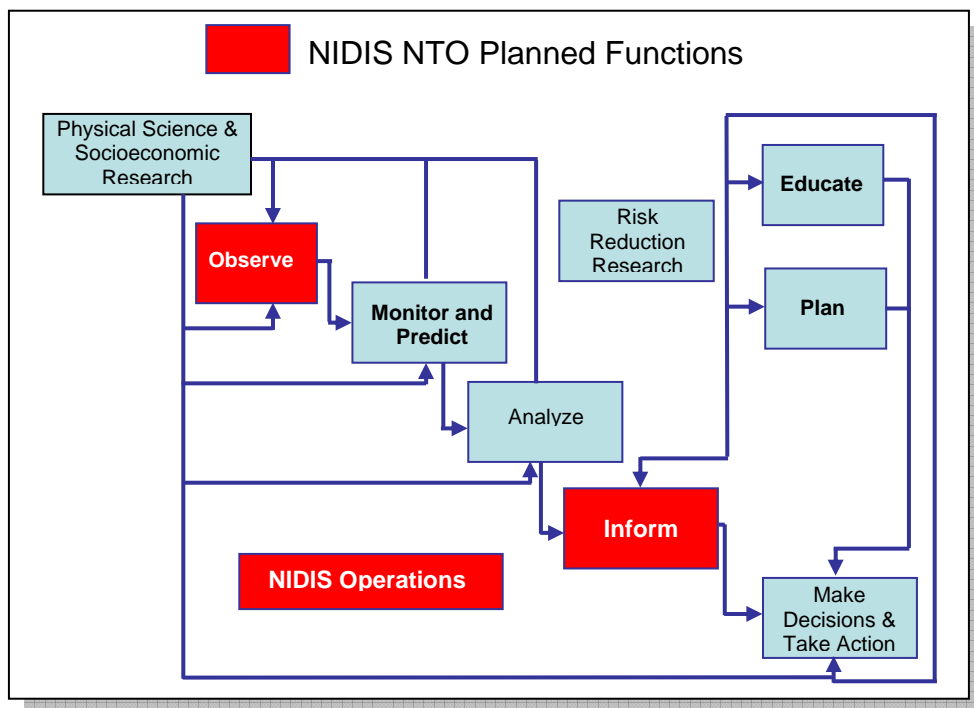 NIDIS NTO Planned Functions
Physical Science &
Socioeconomic
Research
Observe
Monitor and
Predict
Analyze
Inform
NIDIS Operations
Risk
Reduction
Research
Educate
Plan
Make
Decisions &
Take Action